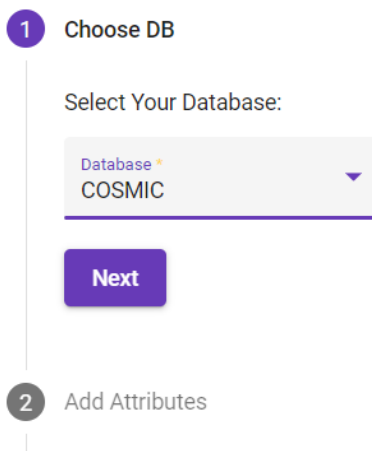 1 Choose DB
Select Your Database:
Database *
COSMIC
Next
2 Add Attributes